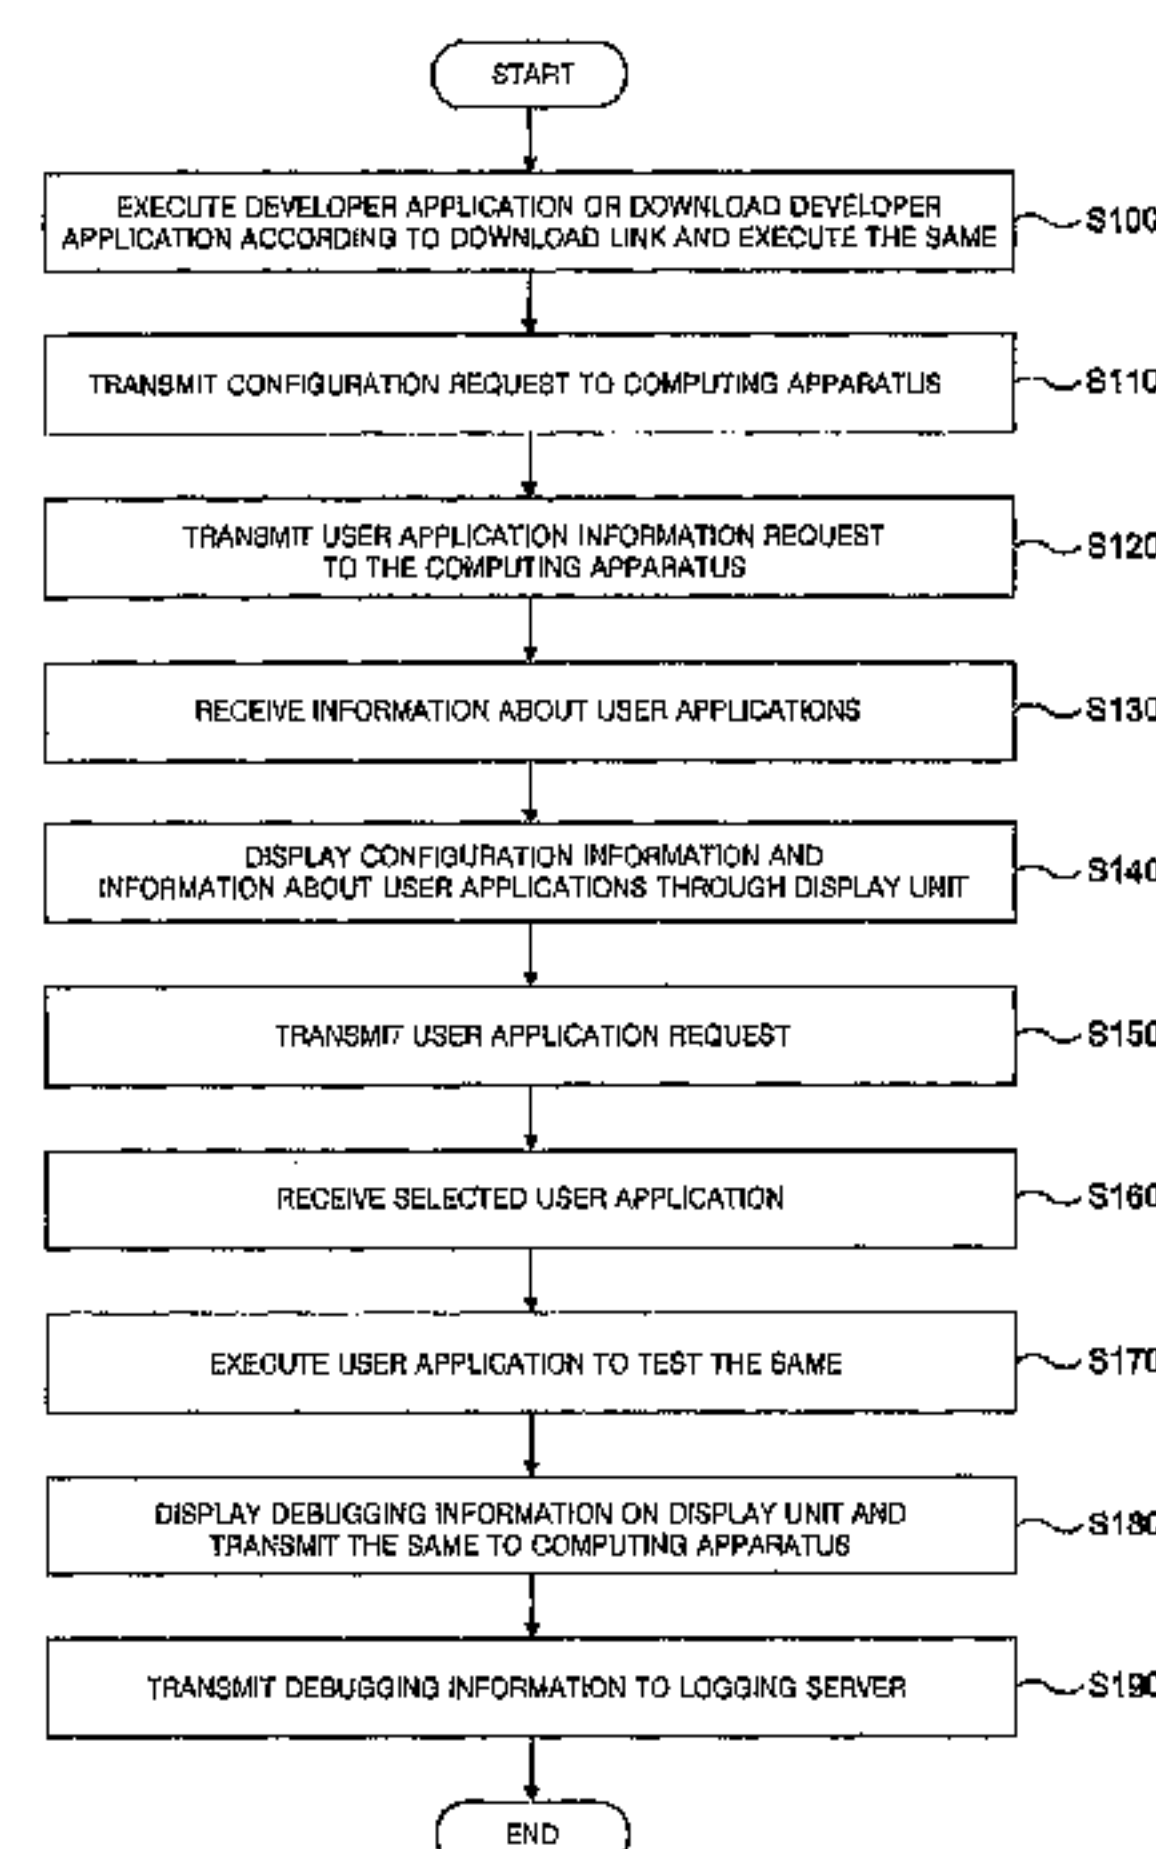 START
EXECUTE DEVELOPER APPLICATION OR DOWNLOAD DEVELOPER
APPLICATION ACCORDING TO DOWNLOAD LINK AND EXECUTE THE SAME
S100
TRANSMIT CONFIGURATION REQUEST TO COMPUTING APPARATUS
S110
TRANSMIT USER APPLICATION INFORMATION REQUEST
TO THE COMPUTING APPARATUS
S120
RECEIVE INFORMATION ABOUT USER APPLICATIONS
S130
DISPLAY CONFIGURATION INFORMATION AND
INFORMATION ABOUT USER APPLICATIONS THROUGH DISPLAY UNIT
S140
TRANSMIT USER APPLICATION REQUEST
S150
RECEIVE SELECTED USER APPLICATION
S160
EXECUTE USER APPLICATION TO TEST THE SAME
S170
DISPLAY DEBUGGING INFORMATION ON DISPLAY UNIT AND
TRANSMIT THE SAME TO COMPUTING APPARATUS
S180
TRANSMIT DEBUGGING INFORMATION TO LOGGING SERVER
S190
END